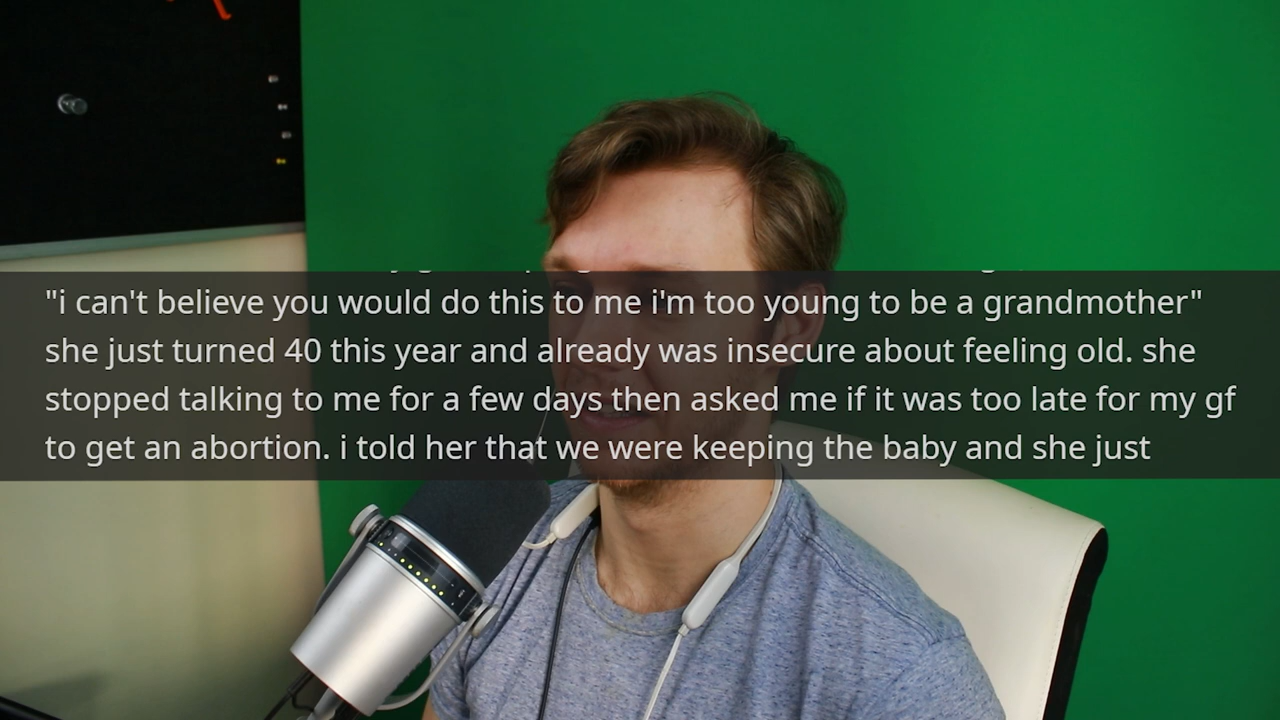 "i can't believe you would do this to me i'm too young to be a grandmother"
she just turned 40 this year and already was insecure about feeling old. she
stopped talking to me for a few days then asked me if it was too late for my gf
to get an abortion. i told her that we were keeping the baby and she just